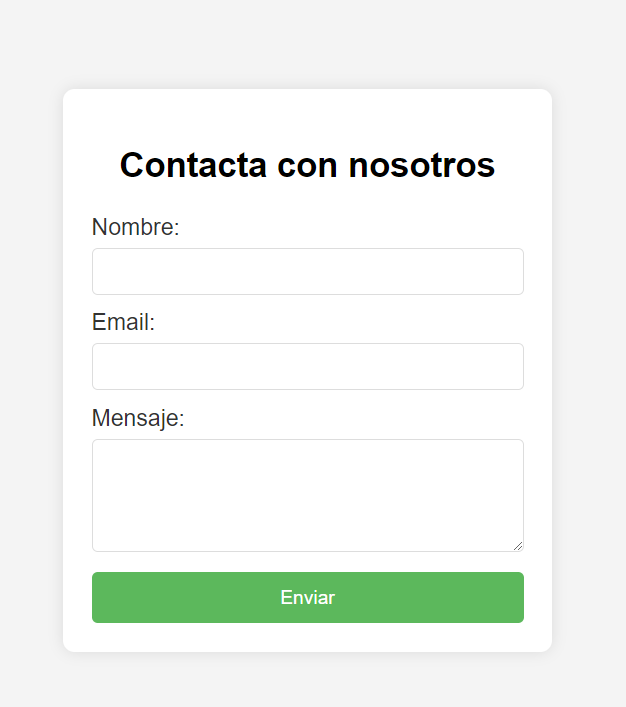 Contacta con nosotros
Nombre:
Email:
Mensaje:
Enviar